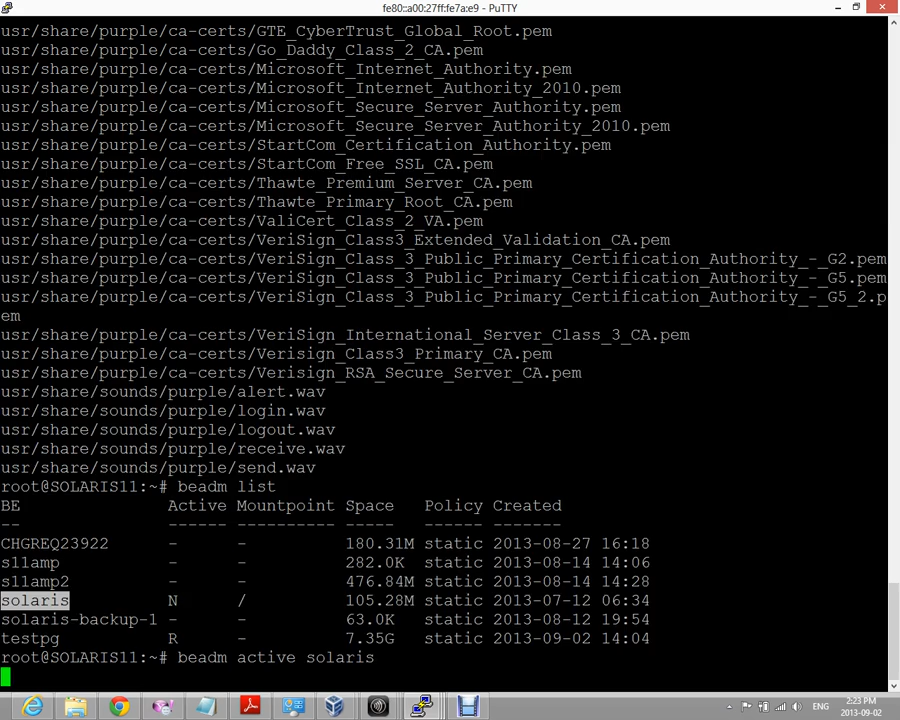 fe80::a00:27ff:fe7a:e9 - PuTTY
usr/share/purple/ca-certs/GTE_CyberTrust_Global_Root.pem
usr/share/purple/ca-certs/Go_Daddy_Class_2_CA.pem
usr/share/purple/ca-certs/Microsoft_Internet_Authority.pem
usr/share/purple/ca-certs/Microsoft_Internet_Authority_2010.pem
usr/share/purple/ca-certs/Microsoft_Secure_Server_Authority.pem
usr/share/purple/ca-certs/Microsoft_Secure_Server_Authority_2010.pem
usr/share/purple/ca-certs/StartCom_Certification_Authority.pem
usr/share/purple/ca-certs/StartCom_Free_SSL_CA.pem
usr/share/purple/ca-certs/Thawte_Premium_Server_CA.pem
usr/share/purple/ca-certs/Thawte_Primary_Root_CA.pem
usr/share/purple/ca-certs/ValiCert_Class_2_VA.pem
usr/share/purple/ca-certs/VeriSign_Class3_Extended_Validation_CA.pem
usr/share/purple/ca-certs/VeriSign_Class_3_Public_Primary_Certification_Authority_-_G2.pem
usr/share/purple/ca-certs/VeriSign_Class_3_Public_Primary_Certification_Authority_-_G5.pem
usr/share/purple/ca-certs/VeriSign_Class_3_Public_Primary_Certification_Authority_-_G5_2.p
em
usr/share/purple/ca-certs/VeriSign_International_Server_Class_3_CA.pem
usr/share/purple/ca-certs/Verisign_Class3_Primary_CA.pem
usr/share/purple/ca-certs/Verisign_RSA_Secure_Server_CA.pem
usr/share/sounds/purple/alert.wav
usr/share/sounds/purple/login.wav
usr/share/sounds/purple/logout.wav
usr/share/sounds/purple/receive.wav
usr/share/sounds/purple/send.wav
root@SOLARIS11:~# beadm list
BE Active Mountpoint Space Policy Created
-- ------ ---------- ----- ------ -------
CHGREQ23922 - - 180.31M static 2013-08-27 16:18
s11amp - - 282.0K static 2013-08-14 14:06
s11amp2 - - 476.84M static 2013-08-14 14:28
solaris N / 105.28M static 2013-07-12 06:34
solaris-backup-1 - - 63.0K static 2013-08-12 19:54
testpg R - 7.35G static 2013-09-02 14:04
root@SOLARIS11:~# beadm active solaris
ENG
2:23 PM
2013-09-02